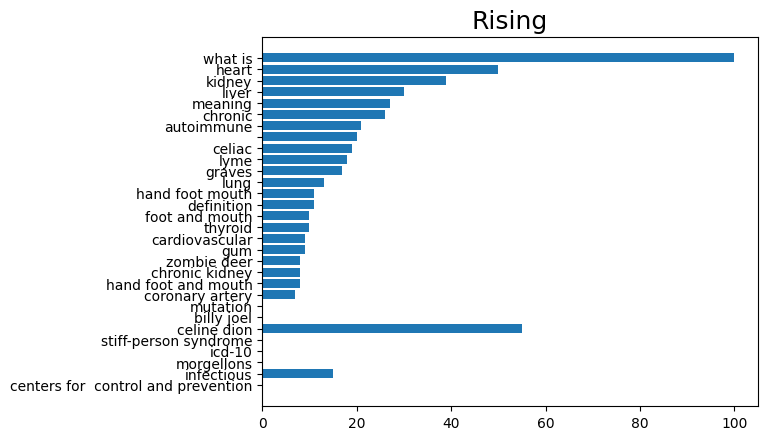 Rising
what is
heart
kidney
liver
meaning
chronic
autoimmune
celiac
lyme
graves
lung
hand foot mouth
definition
foot and mouth
thyroid
cardiovascular
gum
zombie deer
chronic kidney
hand foot and mouth
coronary artery
mutation
billy joel
celine dion
stiff-person syndrome
icd-10
morgellons
infectious
centers for  control and prevention
0 20 40 60 80 100